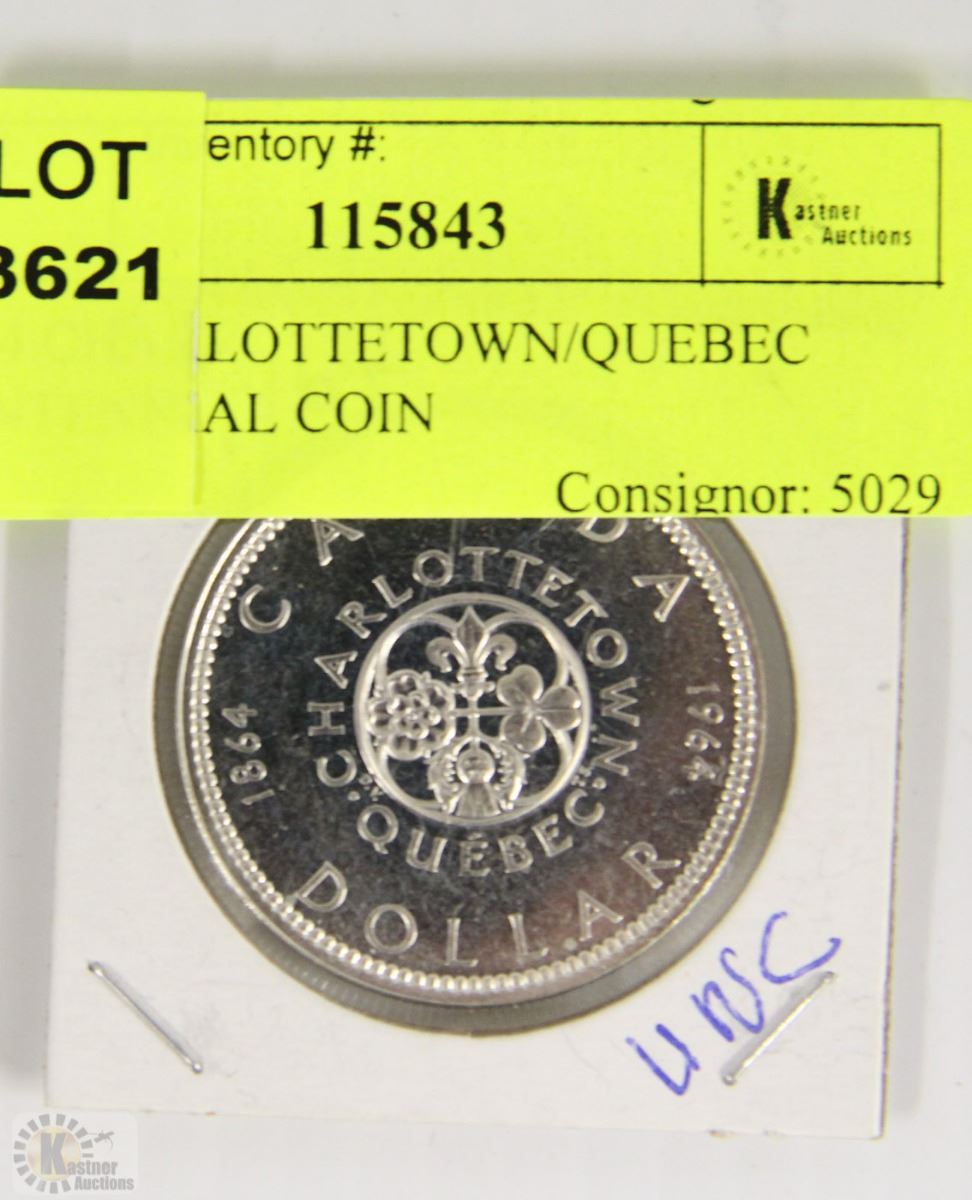 LOT
3621
entory #:
115843
Kastner
Auctions
LOTTETOWN/QUEBEC
AL COIN
Consignor: 5029
CANADA
CHARLOTTETOWN
QUÉBEC
1864
1964
DOLLAR
UNC
Kastner
Auctions